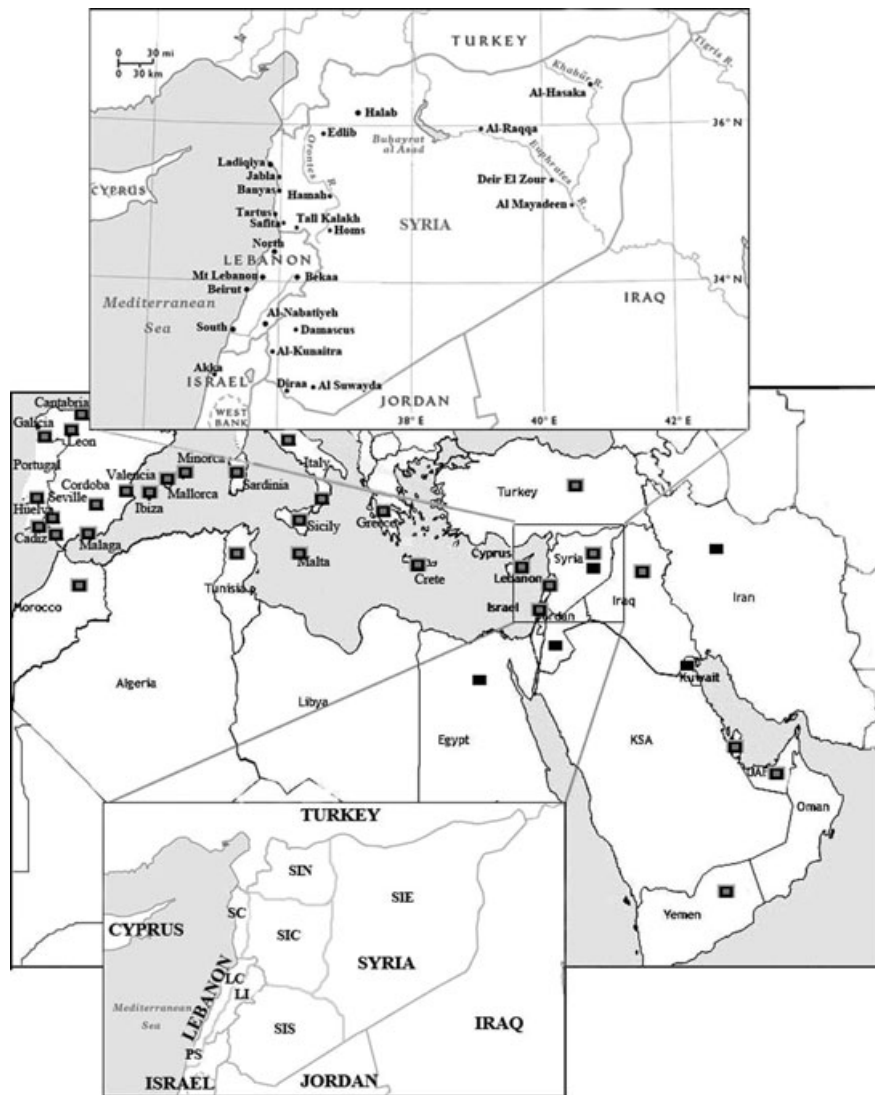 TURKEY
Tigris R.
0 30 mi
0 30 km
Khabūr R.
Al-Hasaka
Halab
36° N
Edlib
Buhayrat al Asad
Al-Raqqa
Orontes R.
Euphrates R.
Ladiqiya
Jabla
Banyas
CYPRUS
Hamah
Deir El Zour
Al Mayadeen
Tartus
Safita
Tall Kalakh
Homs
SYRIA
North
LEBANON
Mt Lebanon
Bekaa
34° N
Beirut
IRAQ
Mediterranean
Sea
Al-Nabatiyeh
South
Damascus
Al-Kunaitra
Akka
ISRAEL
Diraa
Al Suwayda
JORDAN
WEST
BANK
38° E
40° E
42° E
Cantabria
Galicia
Leon
Portugal
Minorca
Italy
Valencia
Cordoba
Mallorca
Sardinia
Turkey
Seville
Huelva
Ibiza
Sicily
Greece
Cadiz
Malaga
Cyprus
Syria
Tunisia
Malta
Crete
Lebanon
Morocco
Israel
Jordan
Iraq
Iran
Algeria
Libya
Egypt
Kuwait
KSA
UAE
Oman
Yemen
TURKEY
SIN
SIE
SC
CYPRUS
SIC
SYRIA
LEBANON
LC
LI
Mediterranean
Sea
SIS
IRAQ
PS
ISRAEL
JORDAN